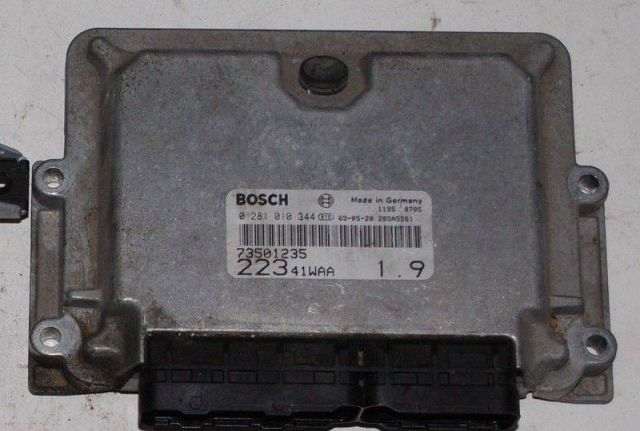 BOSCH Made in Germany
0 281 010 344
73501235
223 41WAA 1.9